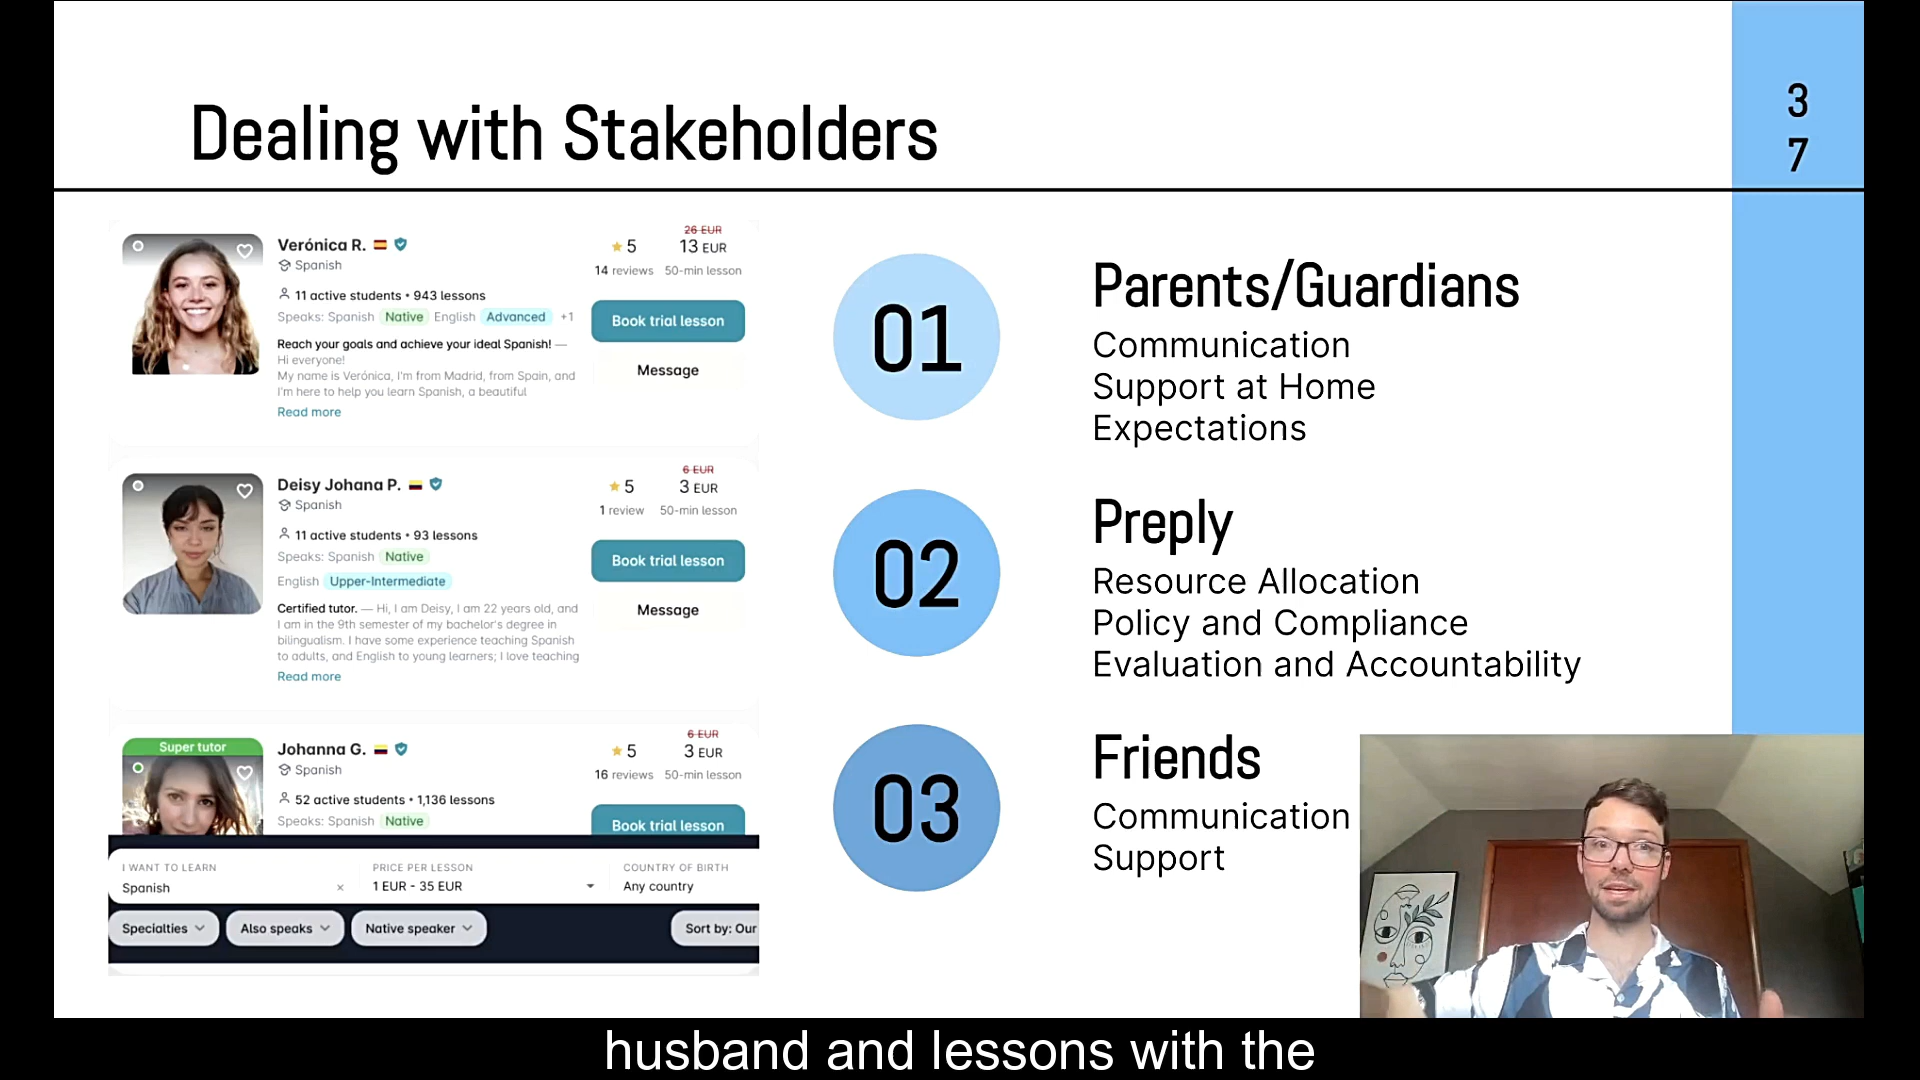 Dealing with Stakeholders
3
7
Verónica R.
Spanish
11 active students • 943 lessons
Speaks: Spanish Native English Advanced +1
Reach your goals and achieve your ideal Spanish! —
Hi everyone!
My name is Verónica, I'm from Madrid, from Spain, and
I'm here to help you learn Spanish, a beautiful
Read more
5
14 reviews
26 EUR
13 EUR
50-min lesson
Book trial lesson
Message
Deisy Johana P.
Spanish
11 active students • 93 lessons
Speaks: Spanish Native
English Upper-Intermediate
Certified tutor. — Hi, I am Deisy, I am 22 years old, and
I am in the 9th semester of my bachelor's degree in
bilingualism. I have some experience teaching Spanish
to adults, and English to young learners; I love teaching
Read more
5
1 review
6 EUR
3 EUR
50-min lesson
Book trial lesson
Message
Super tutor
Johanna G.
Spanish
52 active students • 1,136 lessons
Speaks: Spanish Native
5
16 reviews
6 EUR
3 EUR
50-min lesson
Book trial lesson
I WANT TO LEARN
Spanish ×
PRICE PER LESSON
1 EUR - 35 EUR
COUNTRY OF BIRTH
Any country
Specialties
Also speaks
Native speaker
Sort by: Our
01
Parents/Guardians
Communication
Support at Home
Expectations
02
Preply
Resource Allocation
Policy and Compliance
Evaluation and Accountability
03
Friends
Communication
Support
husband and lessons with the